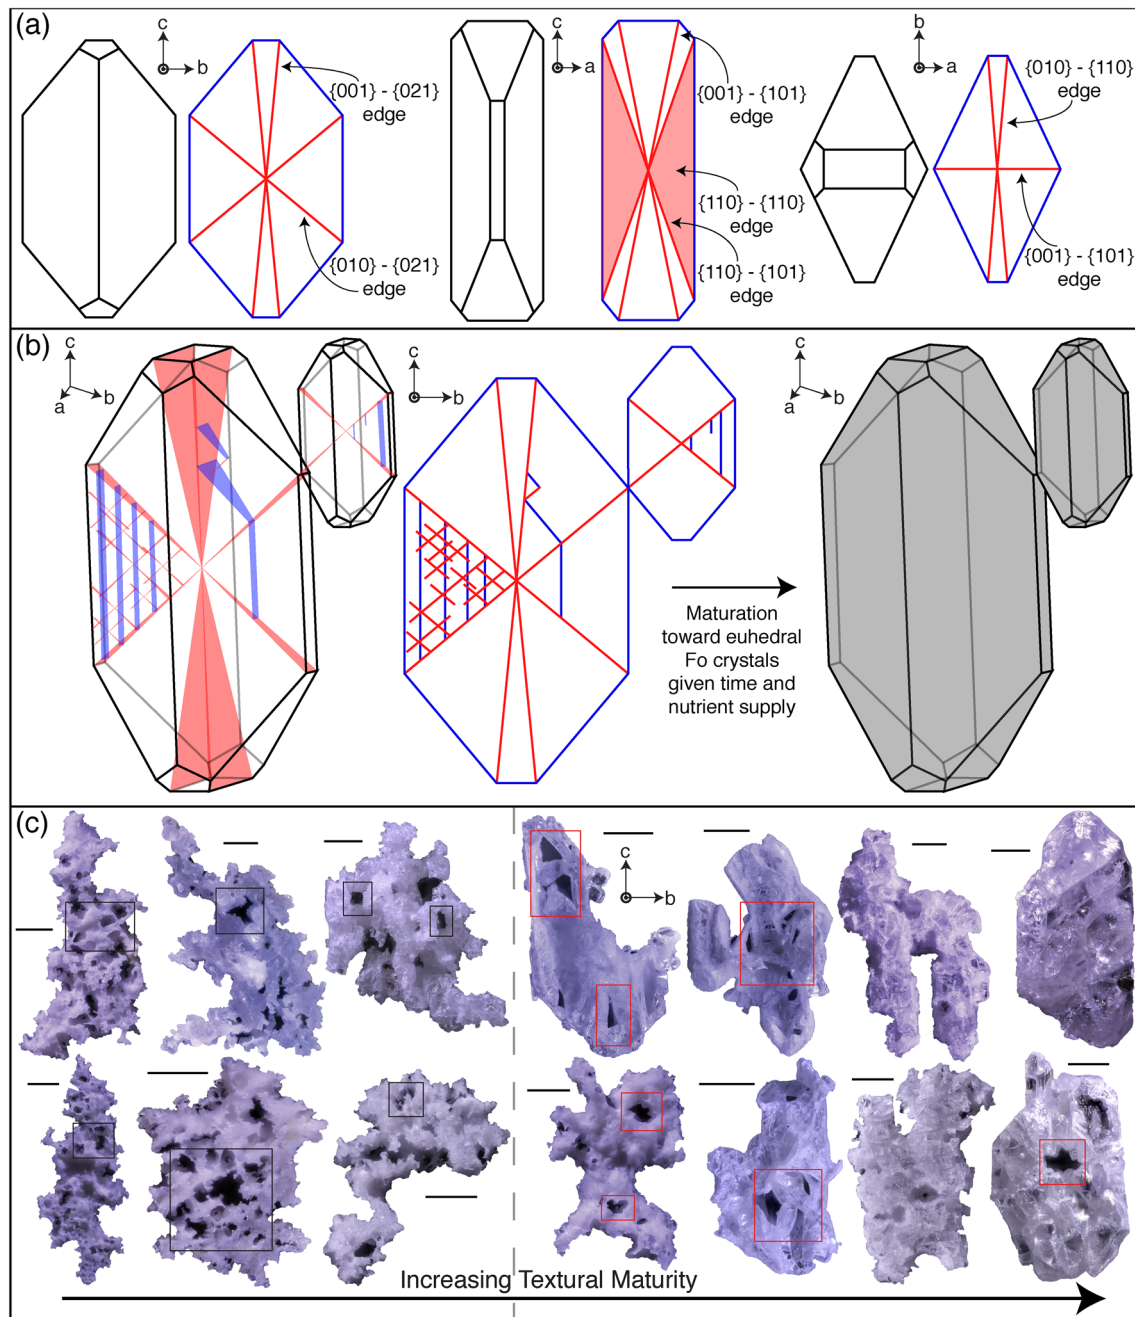 (a)
c
b
{001} - {021}
edge
{010} - {021}
edge
c
a
{001} - {101}
edge
{110} - {110}
edge
{110} - {101}
edge
b
a
{010} - {110}
edge
{001} - {101}
edge
(b)
c
a
b
c
b
Maturation
toward euhedral
Fo crystals
given time and
nutrient supply
c
a
b
(c)
c
b
Increasing Textural Maturity